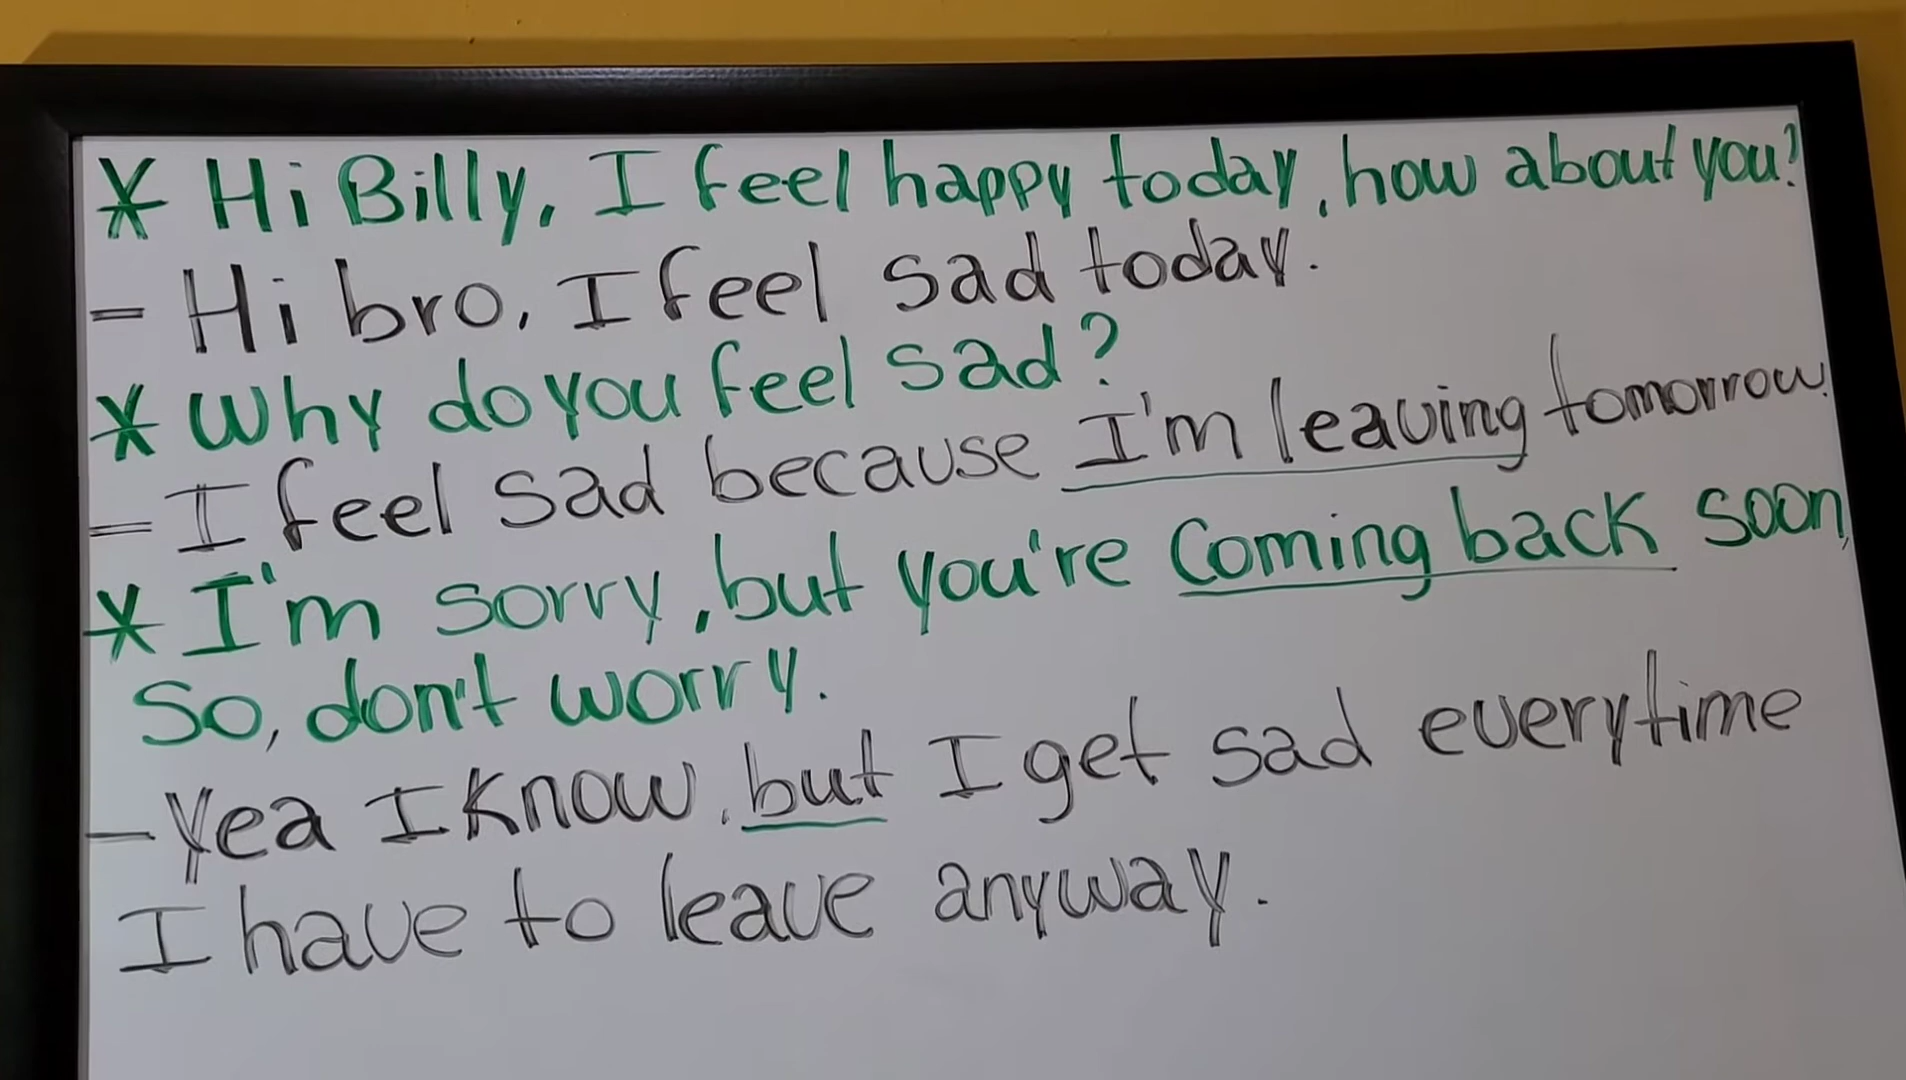 * Hi Billy, I feel happy today, how about you?
- Hi bro, I feel sad today.
* Why do you feel sad?
- I feel sad because I'm leaving tomorrow.
* I'm sorry, but you're coming back soon,
so, don't worry.
- Yea I know, but I get sad everytime
I have to leave anyway.